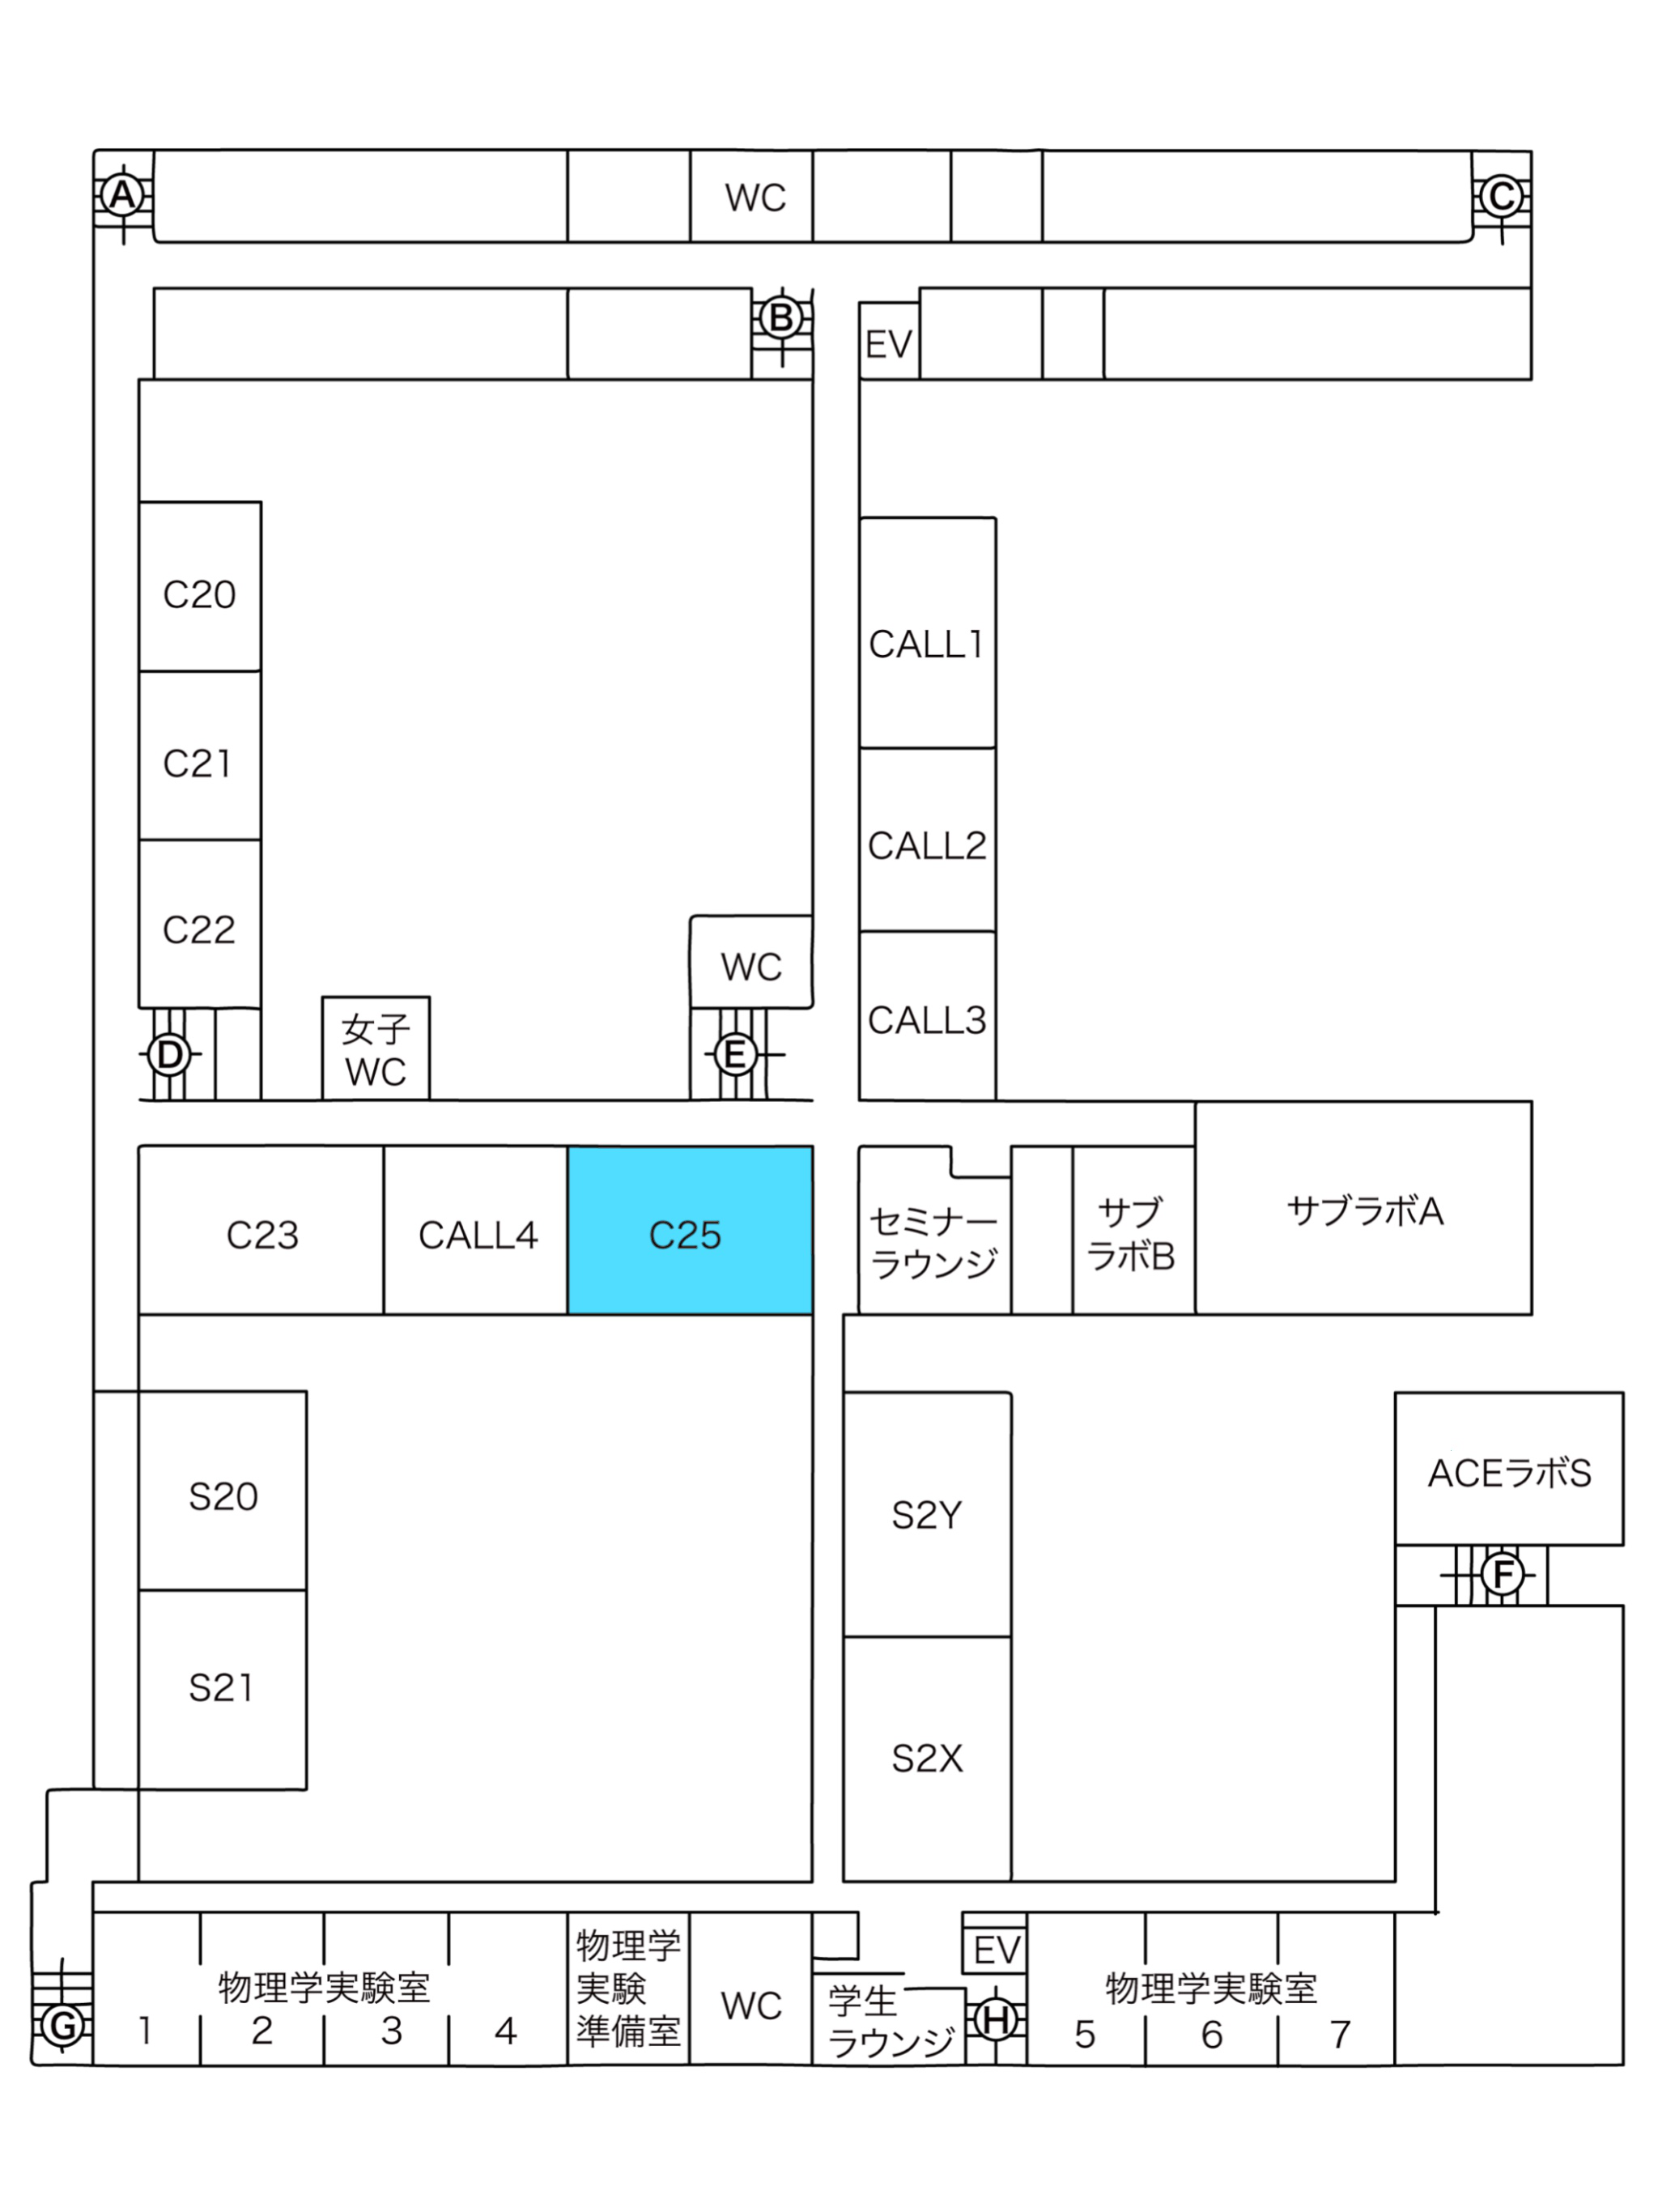 A
WC
C
B
EV
C20
CALL1
C21
CALL2
C22
WC
CALL3
女子
WC
D
E
C23
CALL4
C25
セミナー
ラウンジ
サブ
ラボB
サブラボA
ACEラボS
S20
S2Y
F
S21
S2X
物理学
実験
準備室
EV
物理学実験室
WC
学生
ラウンジ
物理学実験室
G
1
2
3
4
H
5
6
7